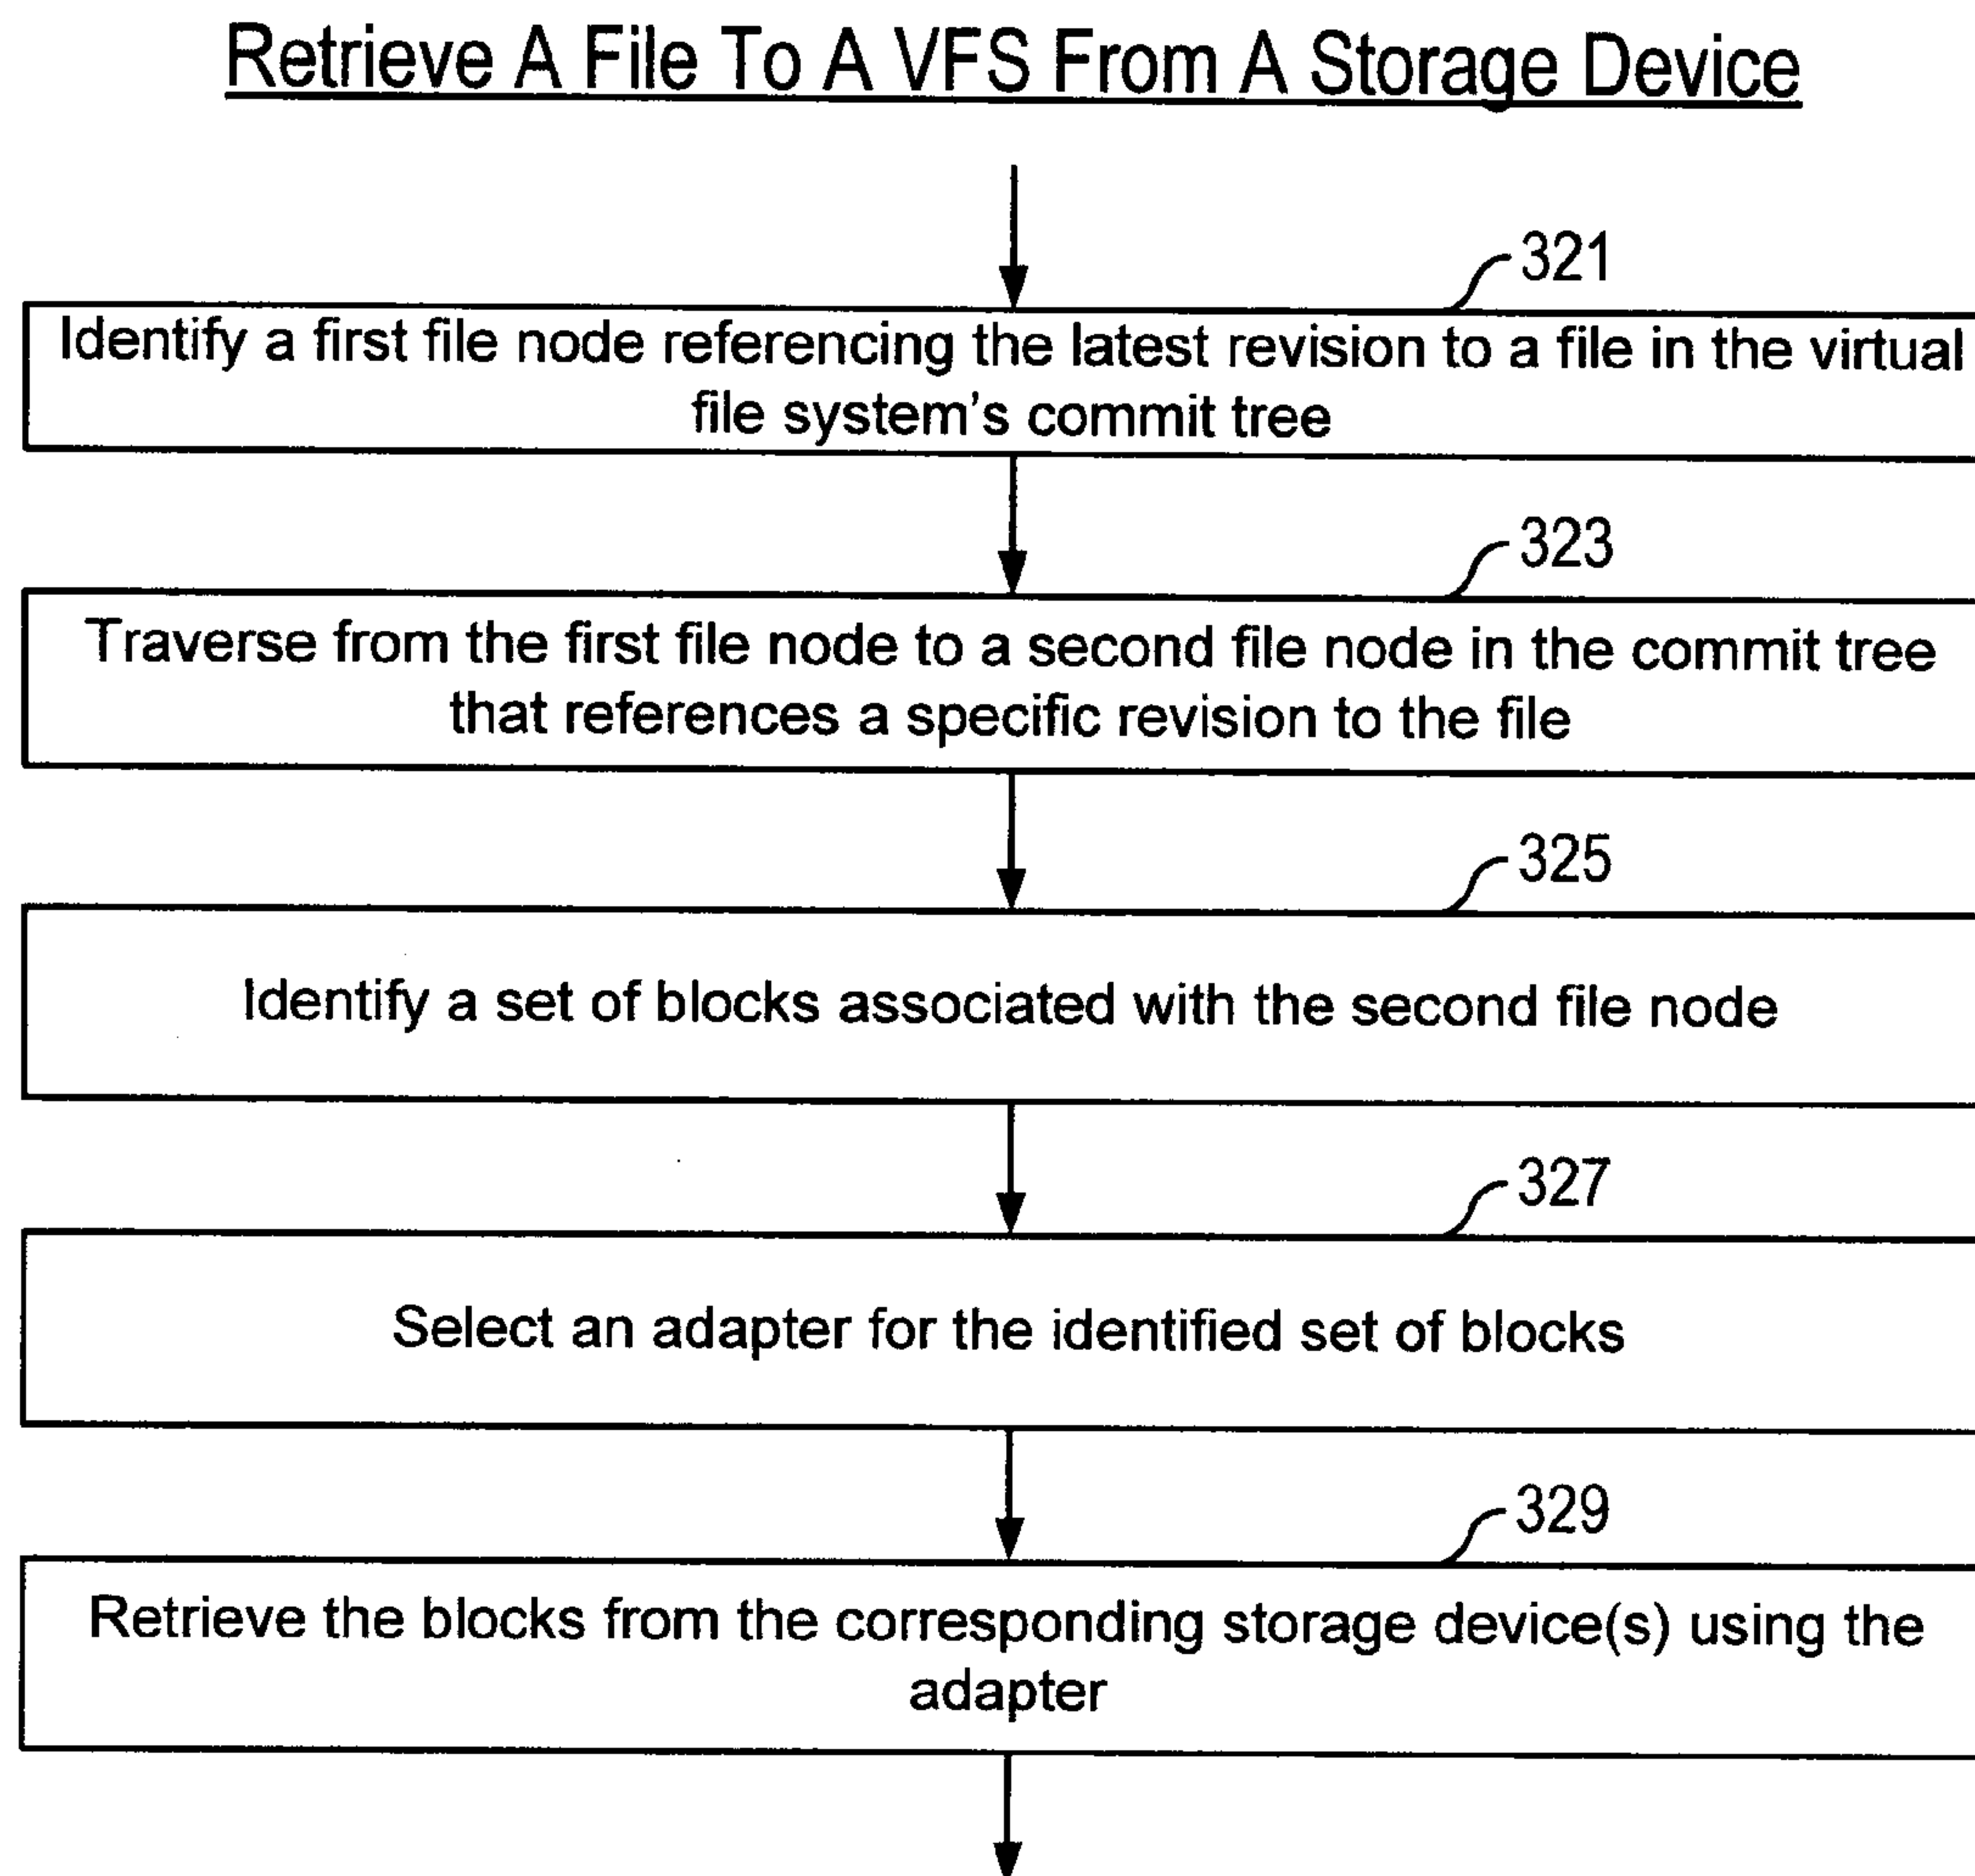 Retrieve A File To A VFS From A Storage Device
321
Identify a first file node referencing the latest revision to a file in the virtual
file system's commit tree
323
Traverse from the first file node to a second file node in the commit tree
that references a specific revision to the file
325
Identify a set of blocks associated with the second file node
327
Select an adapter for the identified set of blocks
329
Retrieve the blocks from the corresponding storage device(s) using the
adapter